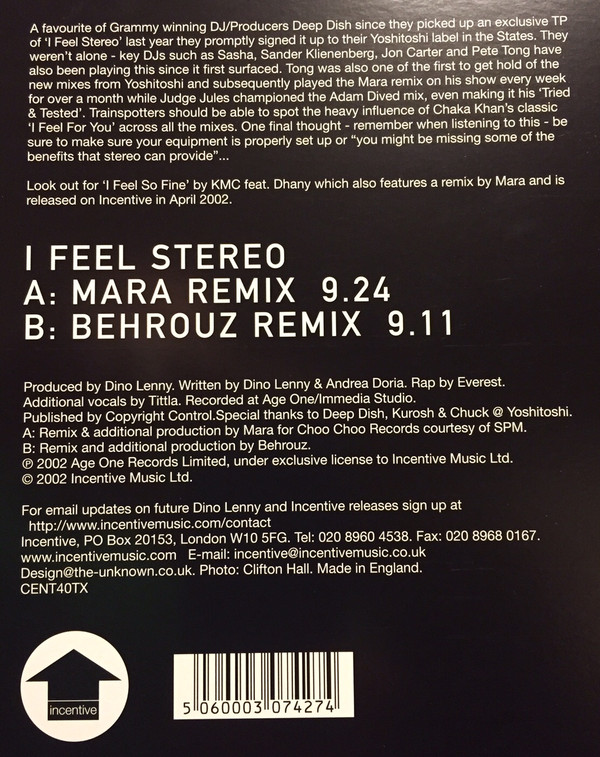 A favourite of Grammy winning DJ/Producers Deep Dish since they picked up an exclusive TP
of ‘I Feel Stereo’ last year they promptly signed it up to their Yoshitoshi label in the States. They
weren’t alone - key DJs such as Sasha, Sander Klienenberg, Jon Carter and Pete Tong have
also been playing this since it first surfaced. Tong was also one of the first to get hold of the
new mixes from Yoshitoshi and subsequently played the Mara remix on his show every week
for over a month while Judge Jules championed the Adam Dived mix, even making it his ‘Tried
& Tested’. Trainspotters should be able to spot the heavy influence of Chaka Khan’s classic
‘I Feel For You’ across all the mixes. One final thought - remember when listening to this - be
sure to make sure your equipment is properly set up or “you might be missing some of the
benefits that stereo can provide”...
Look out for ‘I Feel So Fine’ by KMC feat. Dhany which also features a remix by Mara and is
released on Incentive in April 2002.
I FEEL STEREO
A: MARA REMIX 9.24
B: BEHROUZ REMIX 9.11
Produced by Dino Lenny. Written by Dino Lenny & Andrea Doria. Rap by Everest.
Additional vocals by Tittla. Recorded at Age One/Immedia Studio.
Published by Copyright Control.Special thanks to Deep Dish, Kurosh & Chuck @ Yoshitoshi.
A: Remix & additional production by Mara for Choo Choo Records courtesy of SPM.
B: Remix and additional production by Behrouz.
℗ 2002 Age One Records Limited, under exclusive license to Incentive Music Ltd.
© 2002 Incentive Music Ltd.
For email updates on future Dino Lenny and Incentive releases sign up at
http://www.incentivemusic.com/contact
Incentive, PO Box 20153, London W10 5FG. Tel: 020 8960 4538. Fax: 020 8968 0167.
www.incentivemusic.com E-mail: incentive@incentivemusic.co.uk
Design@the-unknown.co.uk. Photo: Clifton Hall. Made in England.
CENT40TX
incentive
5 060003 074274